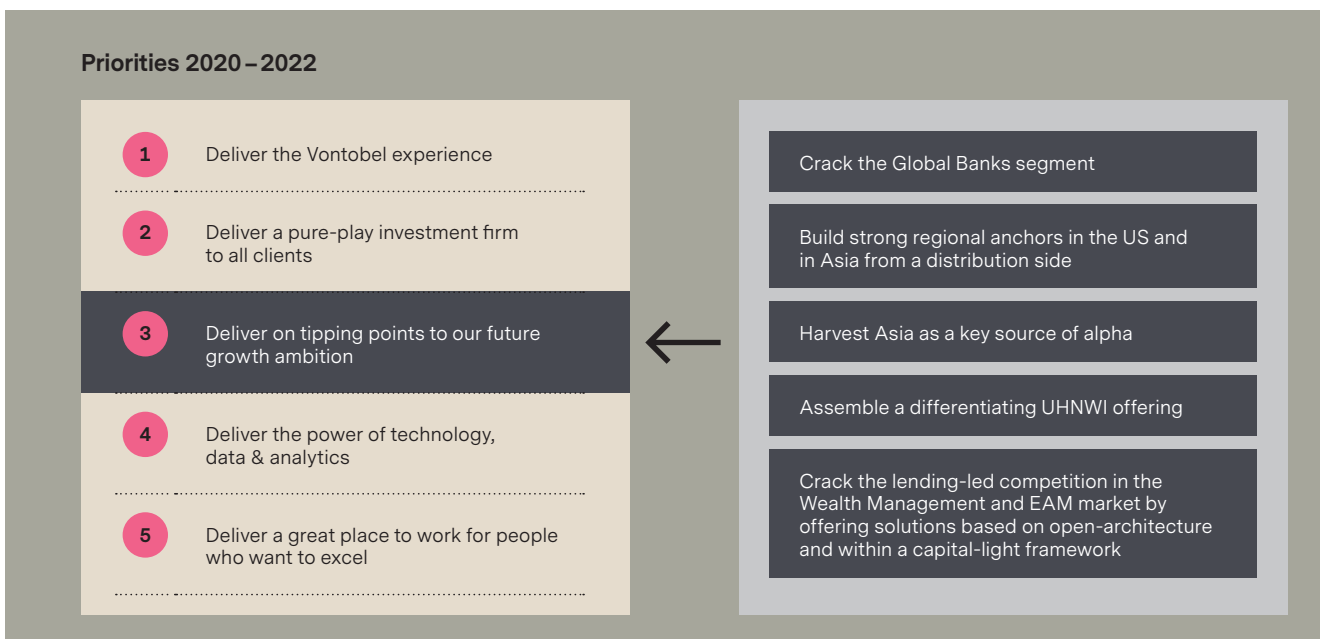 Priorities 2020–2022
1 Deliver the Vontobel experience
2 Deliver a pure-play investment firm
to all clients
3 Deliver on tipping points to our future
growth ambition
4 Deliver the power of technology,
data & analytics
5 Deliver a great place to work for people
who want to excel
Crack the Global Banks segment
Build strong regional anchors in the US and
in Asia from a distribution side
Harvest Asia as a key source of alpha
Assemble a differentiating UHNWI offering
Crack the lending-led competition in the
Wealth Management and EAM market by
offering solutions based on open-architecture
and within a capital-light framework